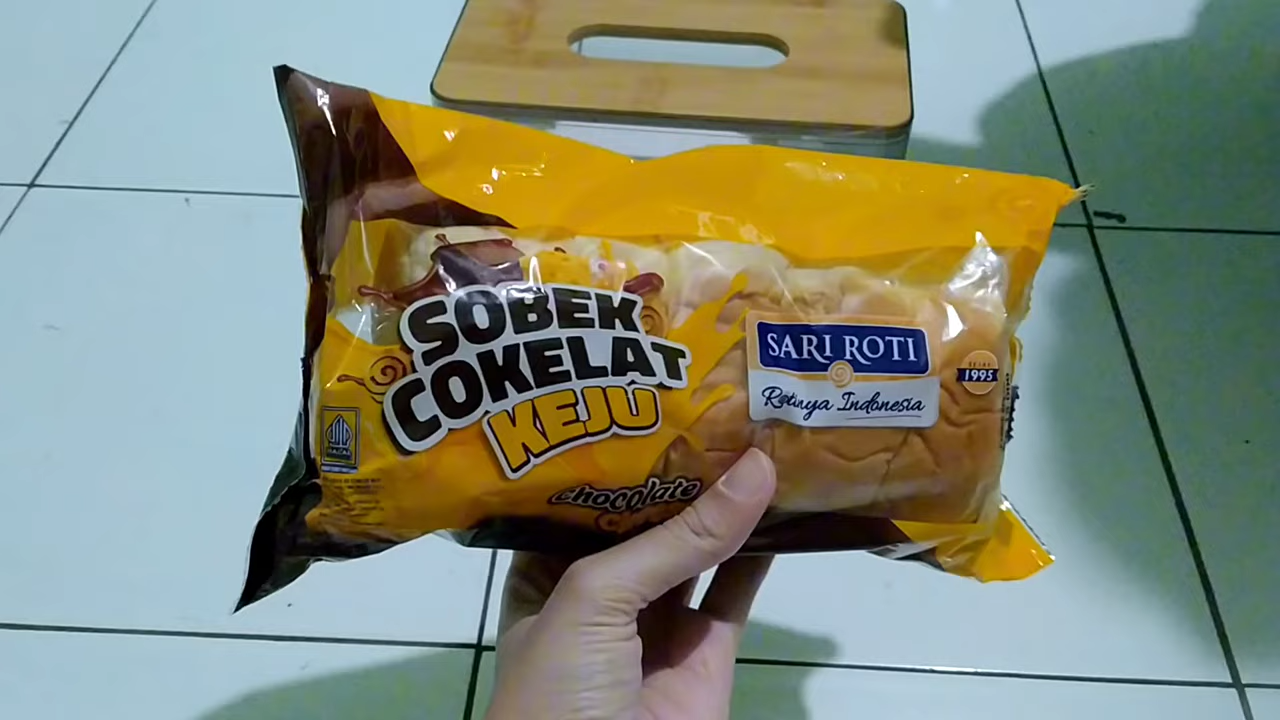 SOBEK
COKELAT
KEJU
chocolate
SARI ROTI
Rotinya Indonesia
1995